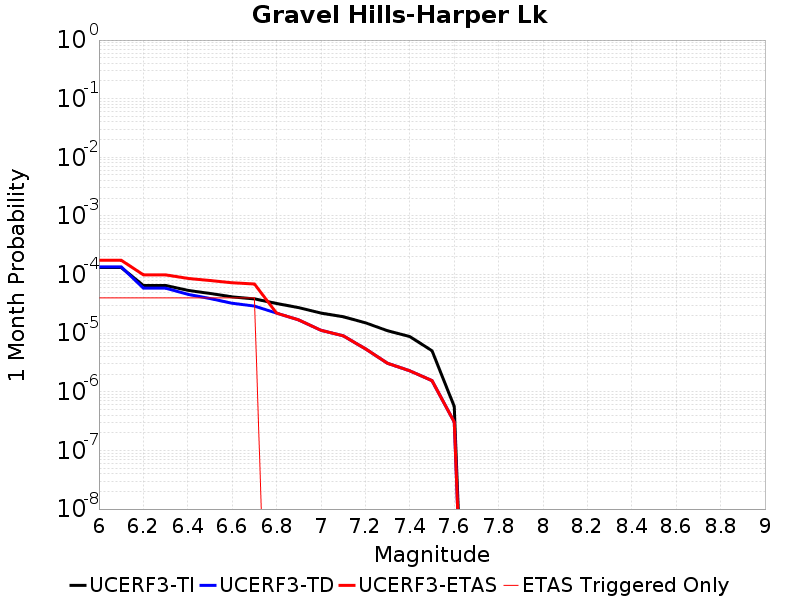 Gravel Hills-Harper Lk
1 Month Probability
10^0
10^-1
10^-2
10^-3
10^-4
10^-5
10^-6
10^-7
10^-8
6 6.2 6.4 6.6 6.8 7 7.2 7.4 7.6 7.8 8 8.2 8.4 8.6 8.8 9
Magnitude
UCERF3-TI UCERF3-TD UCERF3-ETAS ETAS Triggered Only